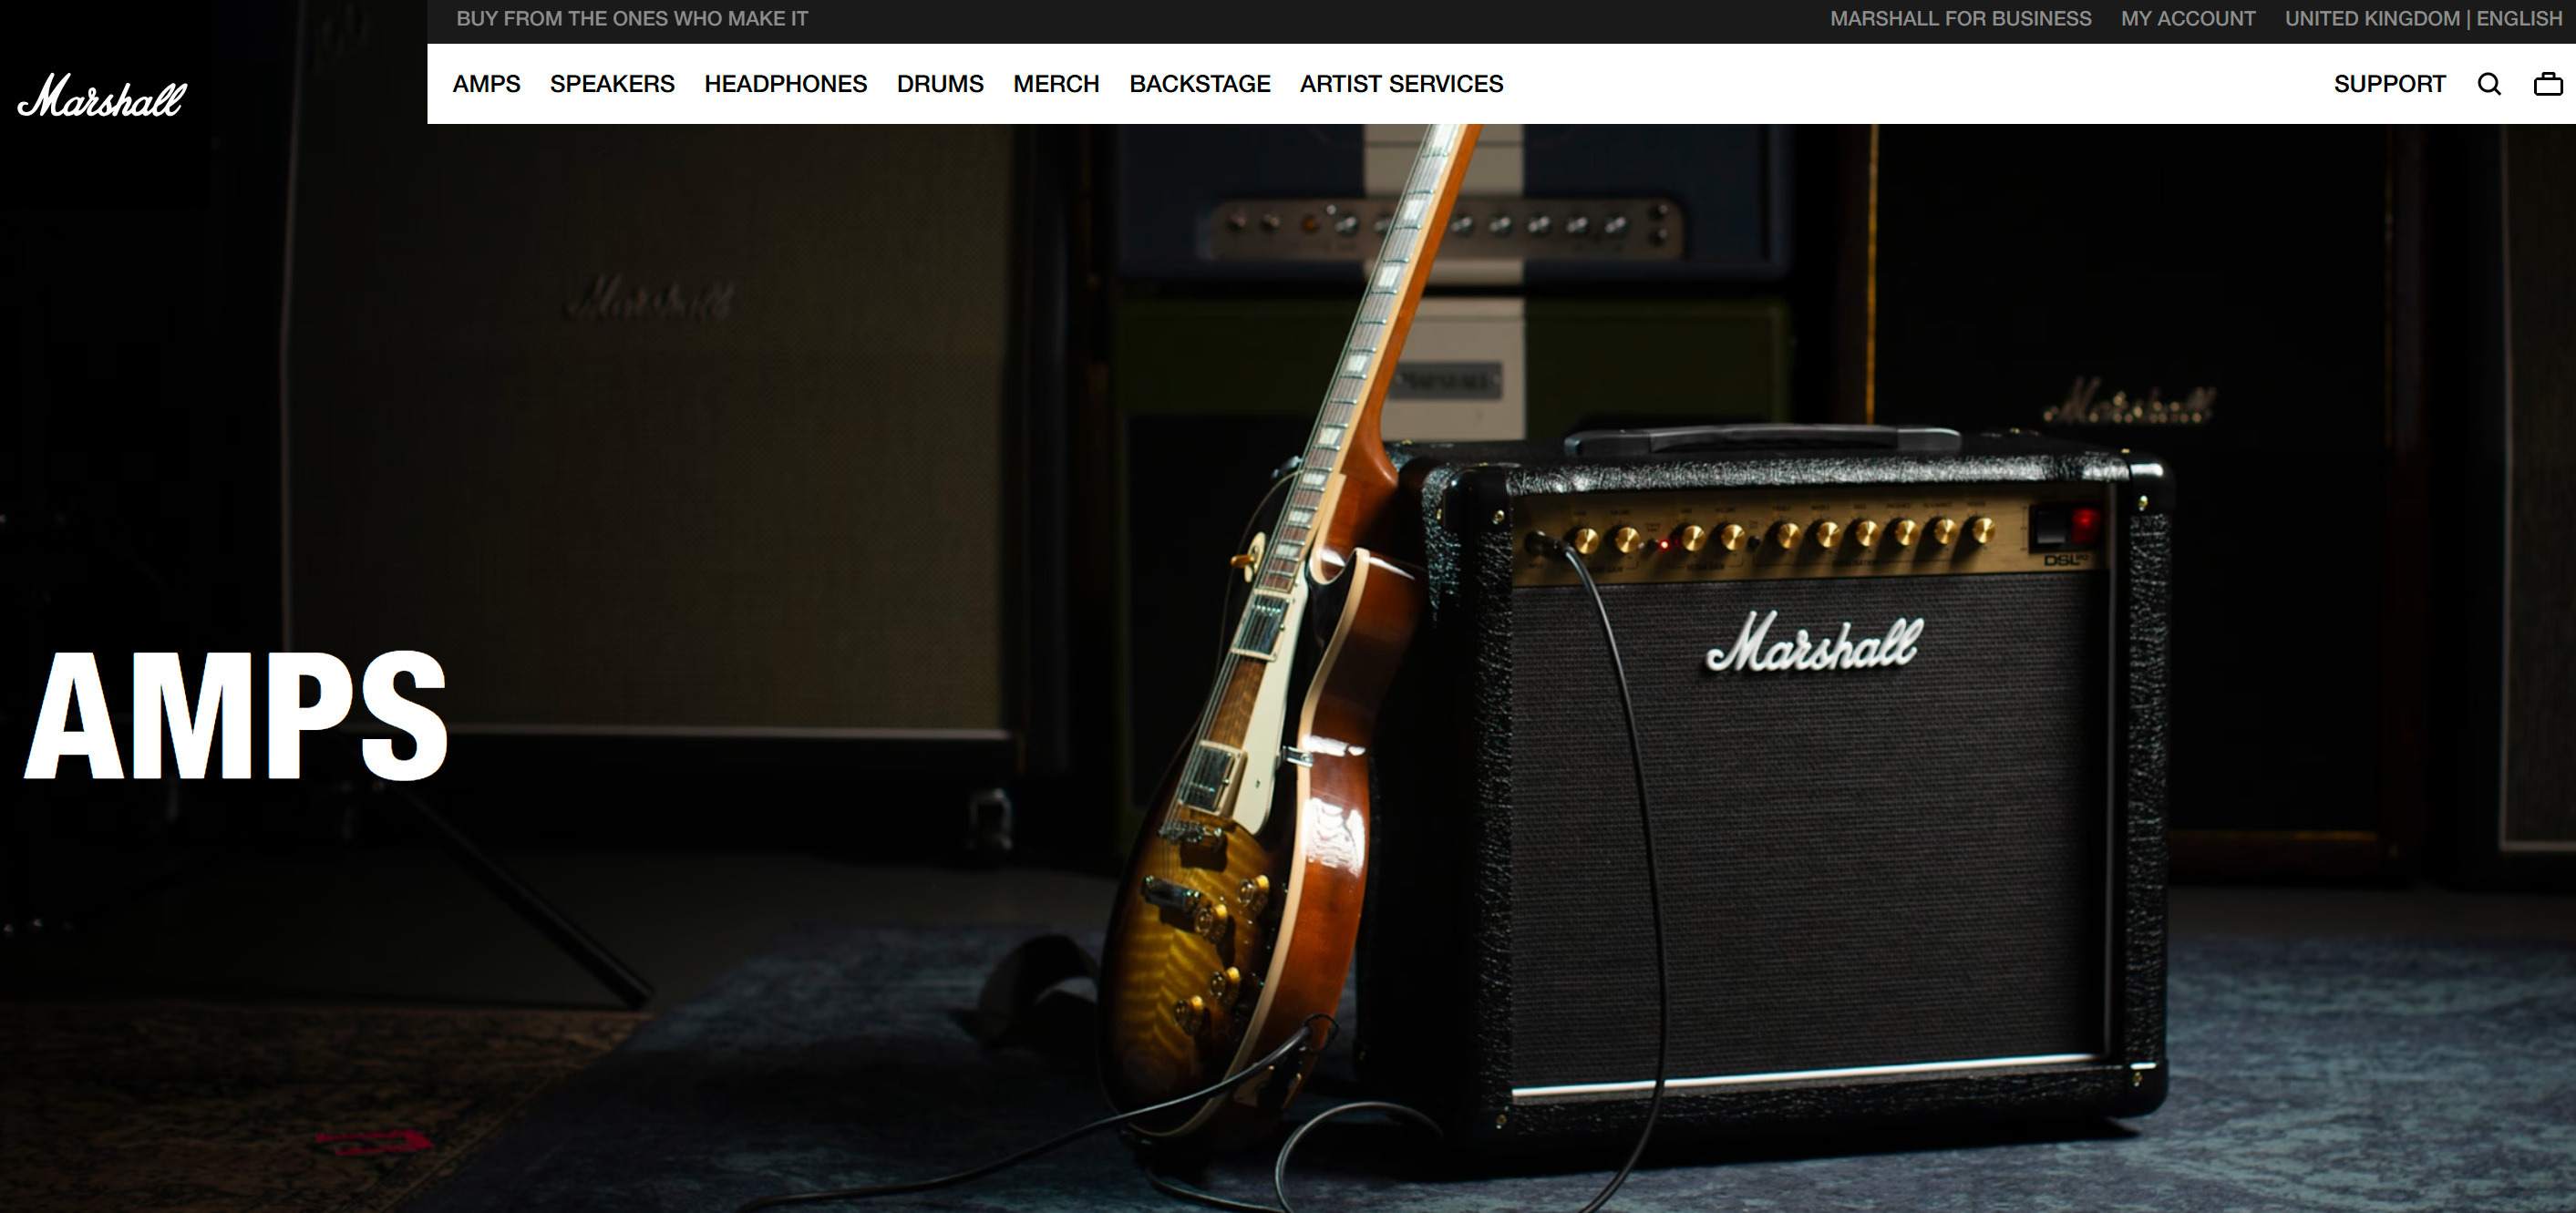 BUY FROM THE ONES WHO MAKE IT
MARSHALL FOR BUSINESS
MY ACCOUNT
UNITED KINGDOM | ENGLISH
Marshall
AMPS
SPEAKERS
HEADPHONES
DRUMS
MERCH
BACKSTAGE
ARTIST SERVICES
SUPPORT
Marshall
MARSHALL
Marshall
DSL
Marshall
AMPS